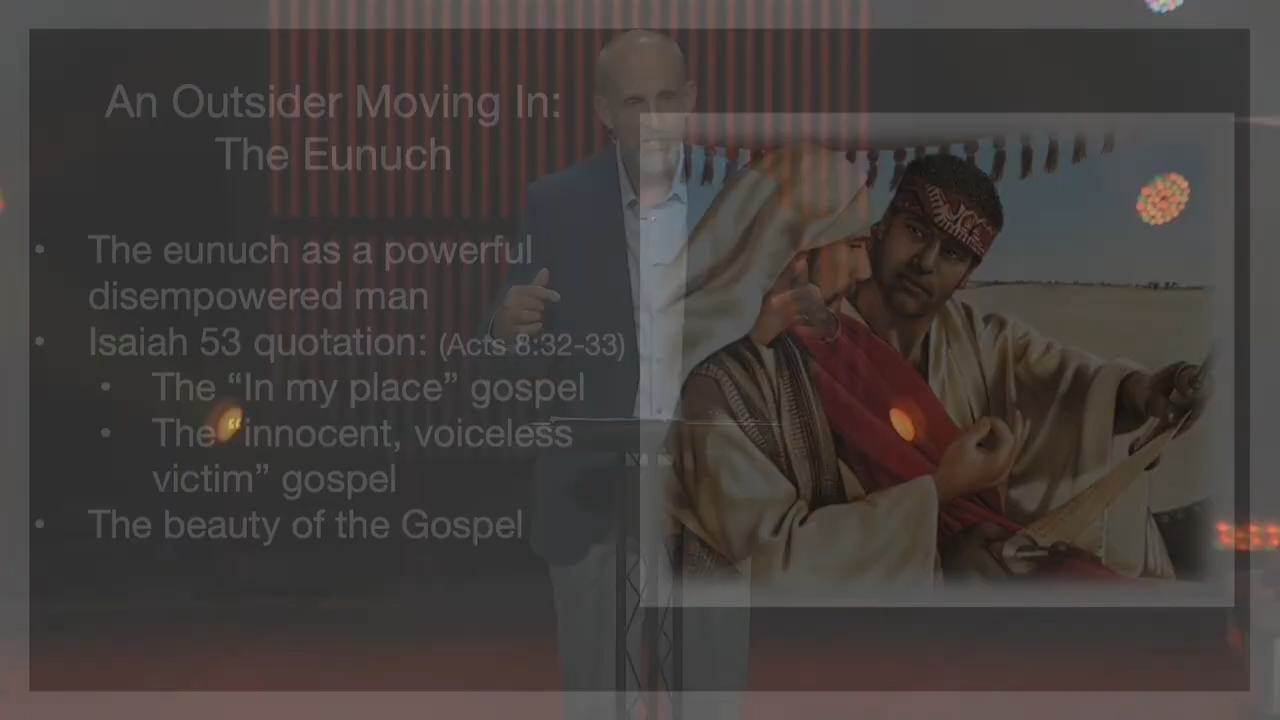 An Outsider Moving In:
The Eunuch
• The eunuch as a powerful
disempowered man
• Isaiah 53 quotation: (Acts 8:32-33)
• The “In my place” gospel
• The “innocent, voiceless
victim” gospel
• The beauty of the Gospel